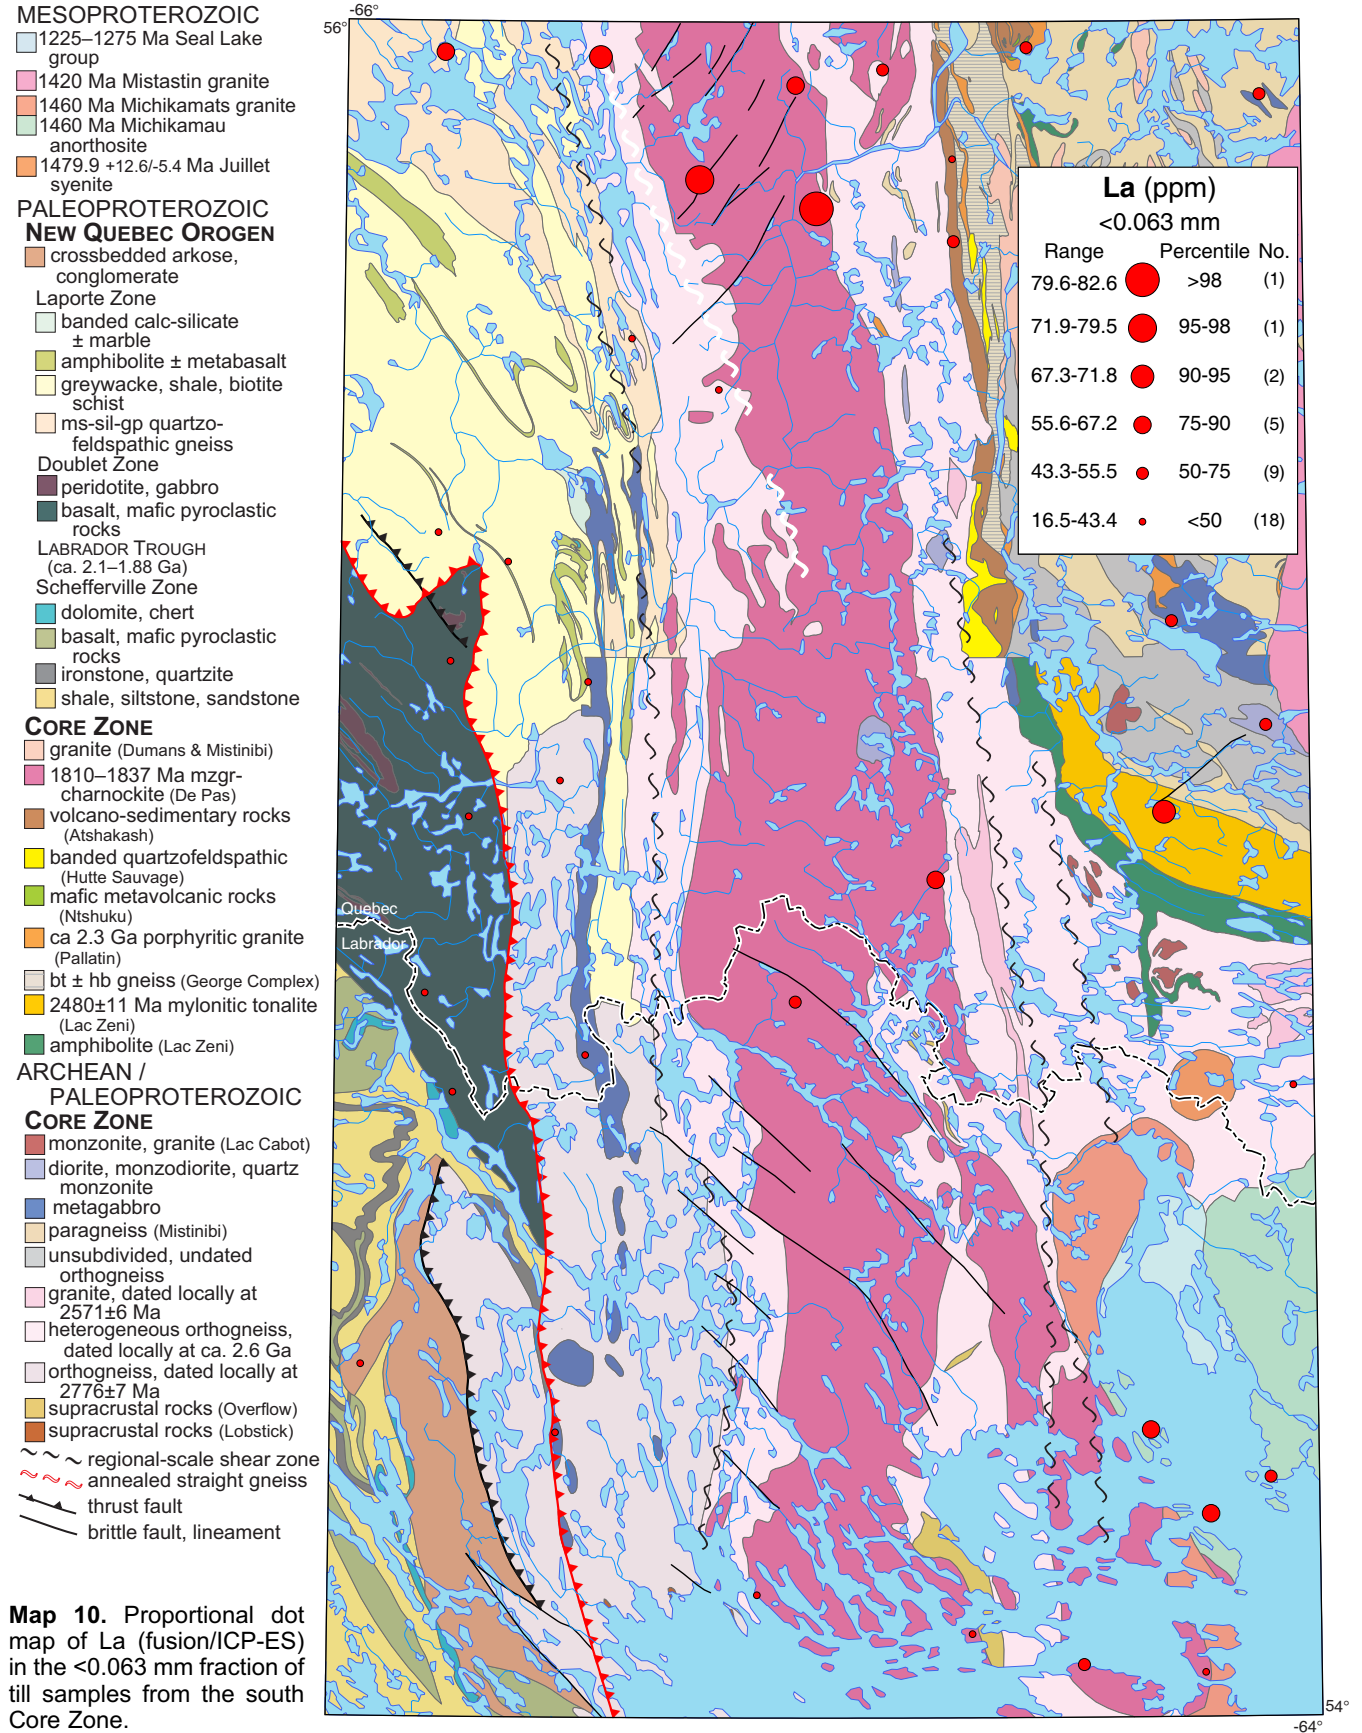 MESOPROTEROZOIC
1225–1275 Ma Seal Lake
group
1420 Ma Mistastin granite
1460 Ma Michikamats granite
1460 Ma Michikamau
anorthosite
1479.9 +12.6/-5.4 Ma Juillet
syenite
PALEOPROTEROZOIC
NEW QUEBEC OROGEN
crossbedded arkose,
conglomerate
Laporte Zone
banded calc-silicate
± marble
amphibolite ± metabasalt
greywacke, shale, biotite
schist
ms-sil-gp quartzo-
feldspathic gneiss
Doublet Zone
peridotite, gabbro
basalt, mafic pyroclastic
rocks
LABRADOR TROUGH
(ca. 2.1–1.88 Ga)
Schefferville Zone
dolomite, chert
basalt, mafic pyroclastic
rocks
ironstone, quartzite
shale, siltstone, sandstone
CORE ZONE
granite (Dumans & Mistinibi)
1810–1837 Ma mzgr-
charnockite (De Pas)
volcano-sedimentary rocks
(Atshakash)
banded quartzofeldspathic
(Hutte Sauvage)
mafic metavolcanic rocks
(Ntshuku)
ca 2.3 Ga porphyritic granite
(Pallatin)
bt ± hb gneiss (George Complex)
2480±11 Ma mylonitic tonalite
(Lac Zeni)
amphibolite (Lac Zeni)
ARCHEAN /
PALEOPROTEROZOIC
CORE ZONE
monzonite, granite (Lac Cabot)
diorite, monzodiorite, quartz
monzonite
metagabbro
paragneiss (Mistinibi)
unsubdivided, undated
orthogneiss
granite, dated locally at
2571±6 Ma
heterogeneous orthogneiss,
dated locally at ca. 2.6 Ga
orthogneiss, dated locally at
2776±7 Ma
supracrustal rocks (Overflow)
supracrustal rocks (Lobstick)
regional-scale shear zone
annealed straight gneiss
thrust fault
brittle fault, lineament
Map 10. Proportional dot
map of La (fusion/ICP-ES)
in the <0.063 mm fraction of
till samples from the south
Core Zone.
-66°
56°
La (ppm)
<0.063 mm
Range Percentile No.
79.6-82.6 >98 (1)
71.9-79.5 95-98 (1)
67.3-71.8 90-95 (2)
55.6-67.2 75-90 (5)
43.3-55.5 50-75 (9)
16.5-43.4 <50 (18)
Quebec
Labrador
54°
-64°